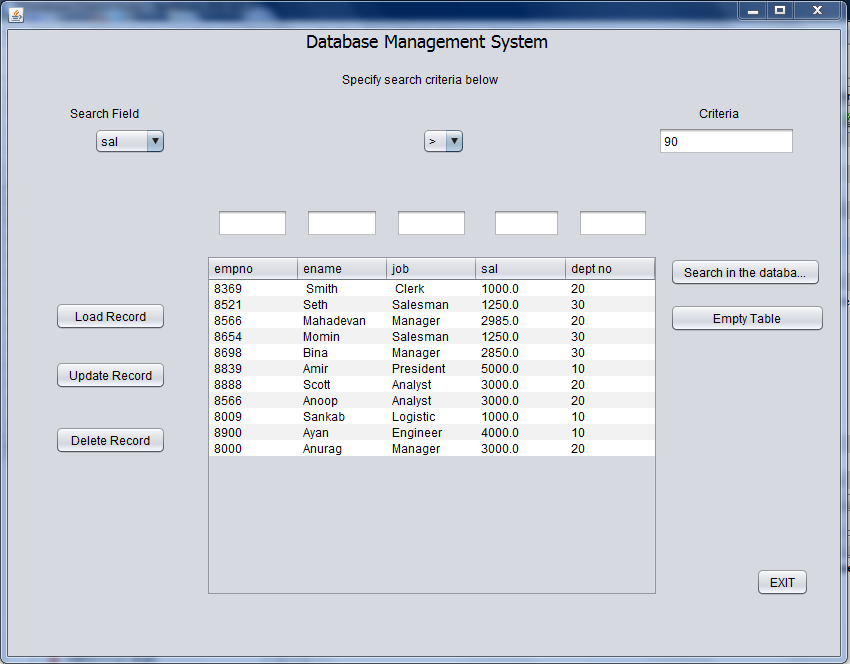 Database Management System
Specify search criteria below
Search Field Criteria
sal > 90
empno ename job sal dept no
8369 Smith Clerk 1000.0 20
8521 Seth Salesman 1250.0 30
8566 Mahadevan Manager 2985.0 20
8654 Momin Salesman 1250.0 30
8698 Bina Manager 2850.0 30
8839 Amir President 5000.0 10
8888 Scott Analyst 3000.0 20
8566 Anoop Analyst 3000.0 20
8009 Sankab Logistic 1000.0 10
8900 Ayan Engineer 4000.0 10
8000 Anurag Manager 3000.0 20
Search in the databa...
Empty Table
Load Record
Update Record
Delete Record
EXIT